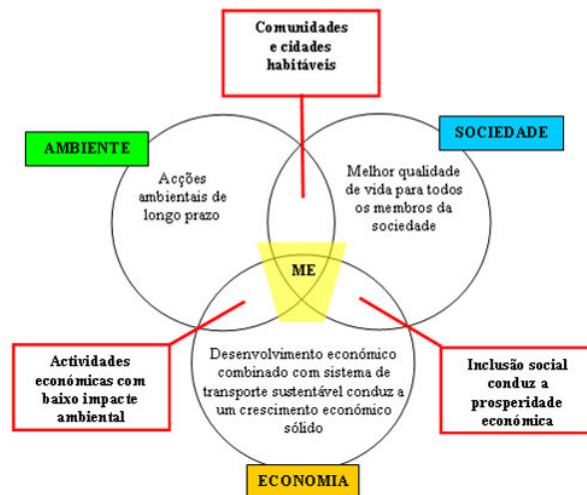 Comunidades
e cidades
habitáveis
AMBIENTE
SOCIEDADE
Acções
ambientais de
longo prazo
Melhor qualidade
de vida para todos
os membros da
sociedade
ME
Actividades
económicas com
baixo impacte
ambiental
Desenvolvimento económico
combinado com sistema de
transporte sustentável conduz a
um crescimento económico
sólido
Inclusão social
conduz a
prosperidade
económica
ECONOMIA